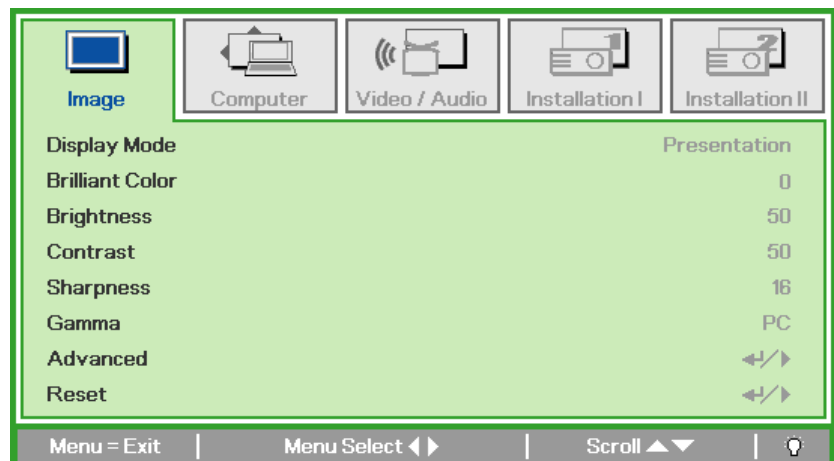 Image Computer Video / Audio Installation I Installation II
Display Mode Presentation
Brilliant Color 0
Brightness 50
Contrast 50
Sharpness 16
Gamma PC
Advanced ↵/▶
Reset ↵/▶
Menu = Exit | Menu Select ◀▶ | Scroll ▲▼ |